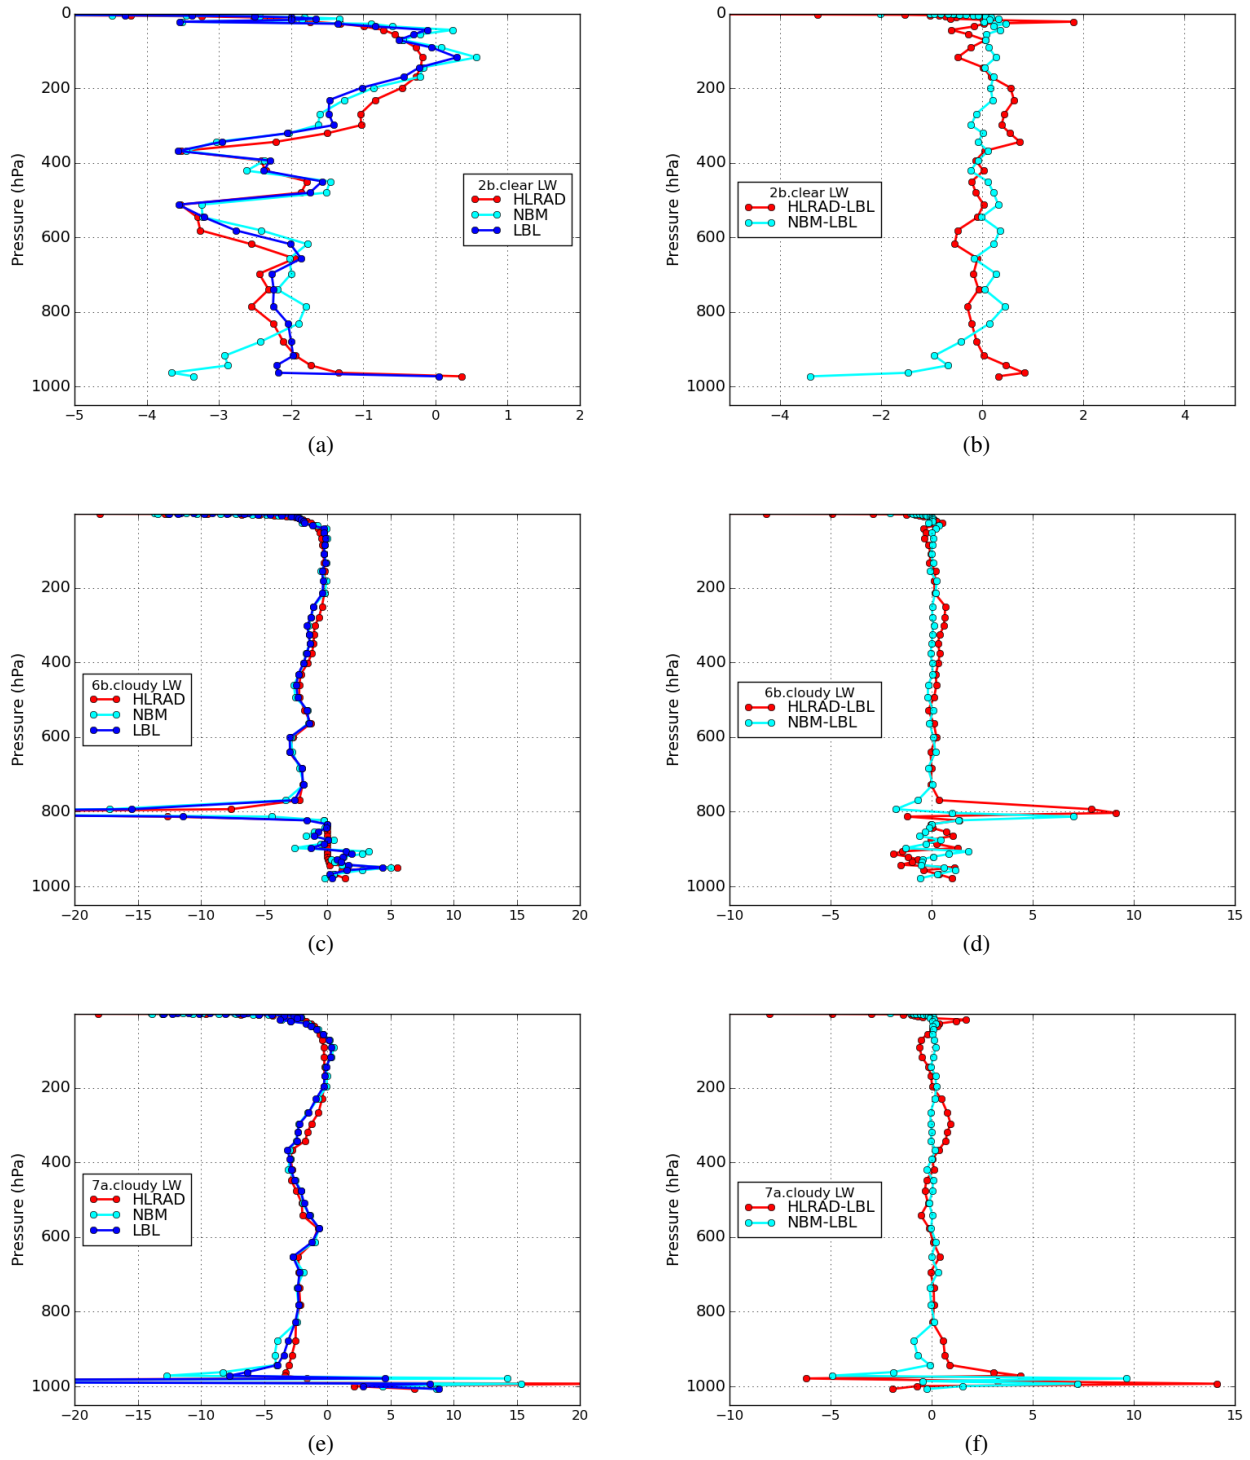 0
200
400
600
800
1000
Pressure (hPa)
2b.clear LW
HLRAD
NBM
LBL
−5 −4 −3 −2 −1 0 1 2
(a)
0
200
400
600
800
1000
Pressure (hPa)
2b.clear LW
HLRAD-LBL
NBM-LBL
−4 −2 0 2 4
(b)
200
400
600
800
1000
Pressure (hPa)
6b.cloudy LW
HLRAD
NBM
LBL
−20 −15 −10 −5 0 5 10 15 20
(c)
200
400
600
800
1000
Pressure (hPa)
6b.cloudy LW
HLRAD-LBL
NBM-LBL
−10 −5 0 5 10 15
(d)
200
400
600
800
1000
Pressure (hPa)
7a.cloudy LW
HLRAD
NBM
LBL
−20 −15 −10 −5 0 5 10 15 20
(e)
200
400
600
800
1000
Pressure (hPa)
7a.cloudy LW
HLRAD-LBL
NBM-LBL
−10 −5 0 5 10 15
(f)